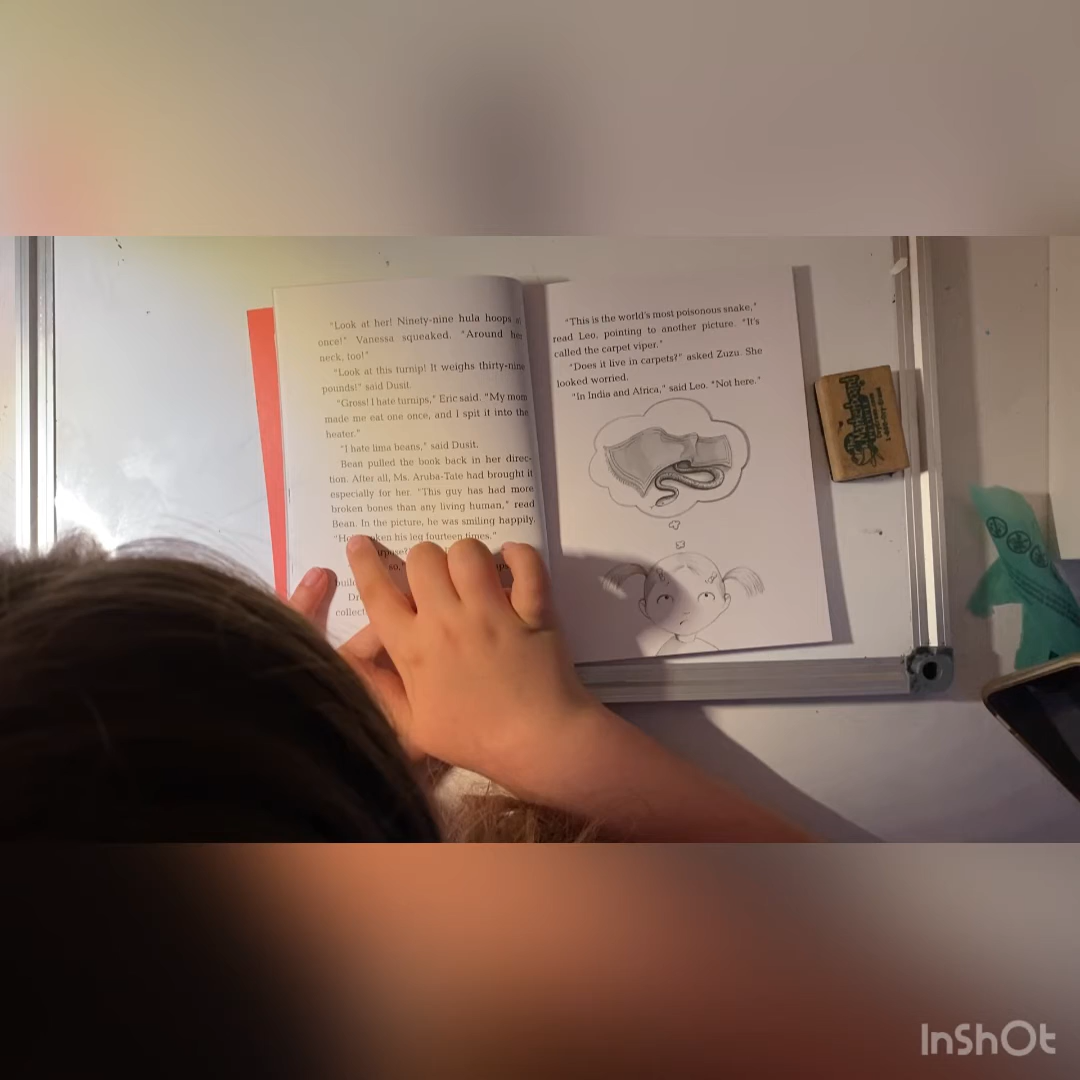 "Look at her! Ninety-nine hula hoops at
once!" Vanessa squeaked. "Around her
neck, too!"
"Look at this turnip! It weighs thirty-nine
pounds!" said Dusit.
"Gross! I hate turnips," Eric said. "My mom
made me eat one once, and I spit it into the
heater."
"I hate lima beans," said Dusit.
Bean pulled the book back in her direc-
tion. After all, Ms. Aruba-Tate had brought it
especially for her. "This guy has had more
broken bones than any living human," read
Bean. In the picture, he was smiling happily.
his leg fourteen times."
so,"
collect
"This is the world's most poisonous snake,"
read Leo, pointing to another picture. "It's
called the carpet viper."
"Does it live in carpets?" asked Zuzu. She
looked worried.
"In India and Africa," said Leo. "Not here."
InShOt